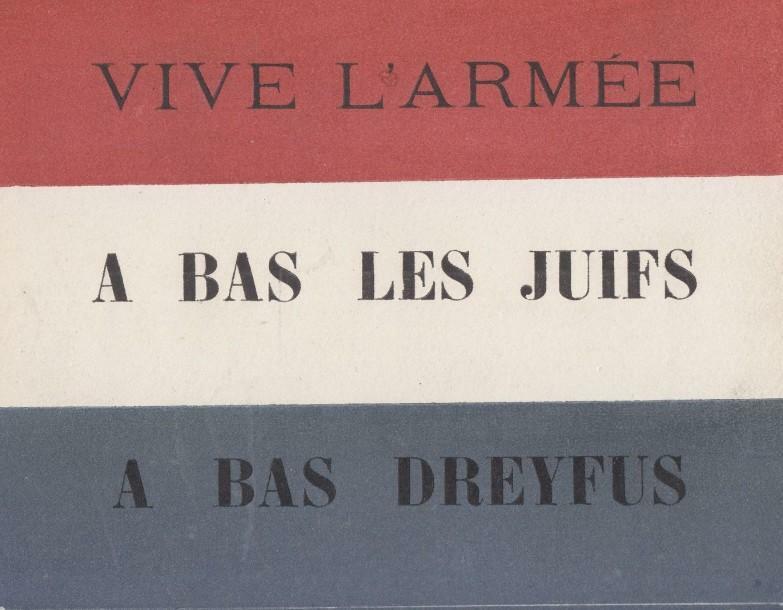 VIVE L'ARMÉE
A BAS LES JUIFS
A BAS DREYFUS